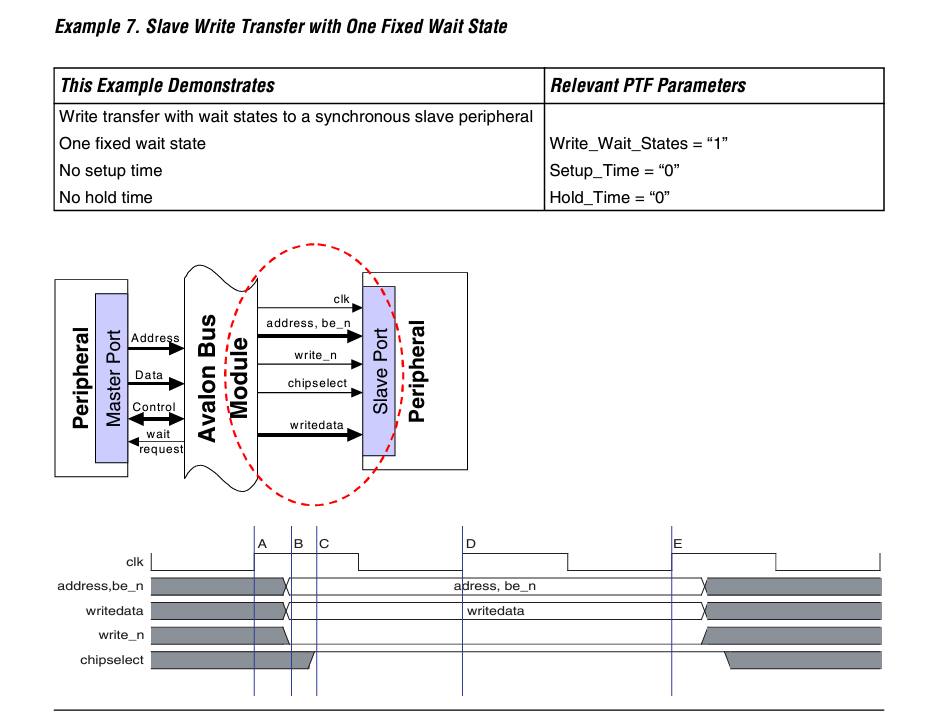 Example 7. Slave Write Transfer with One Fixed Wait State
This Example Demonstrates
Relevant PTF Parameters
Write transfer with wait states to a synchronous slave peripheral
One fixed wait state
Write_Wait_States = “1”
No setup time
Setup_Time = “0”
No hold time
Hold_Time = “0”
Peripheral
Master Port
Address
Data
Control
wait
request
Avalon Bus
Module
clk
address, be_n
write_n
chipselect
writedata
Slave Port
Peripheral
A
B
C
D
E
clk
address,be_n
adress, be_n
writedata
writedata
write_n
chipselect